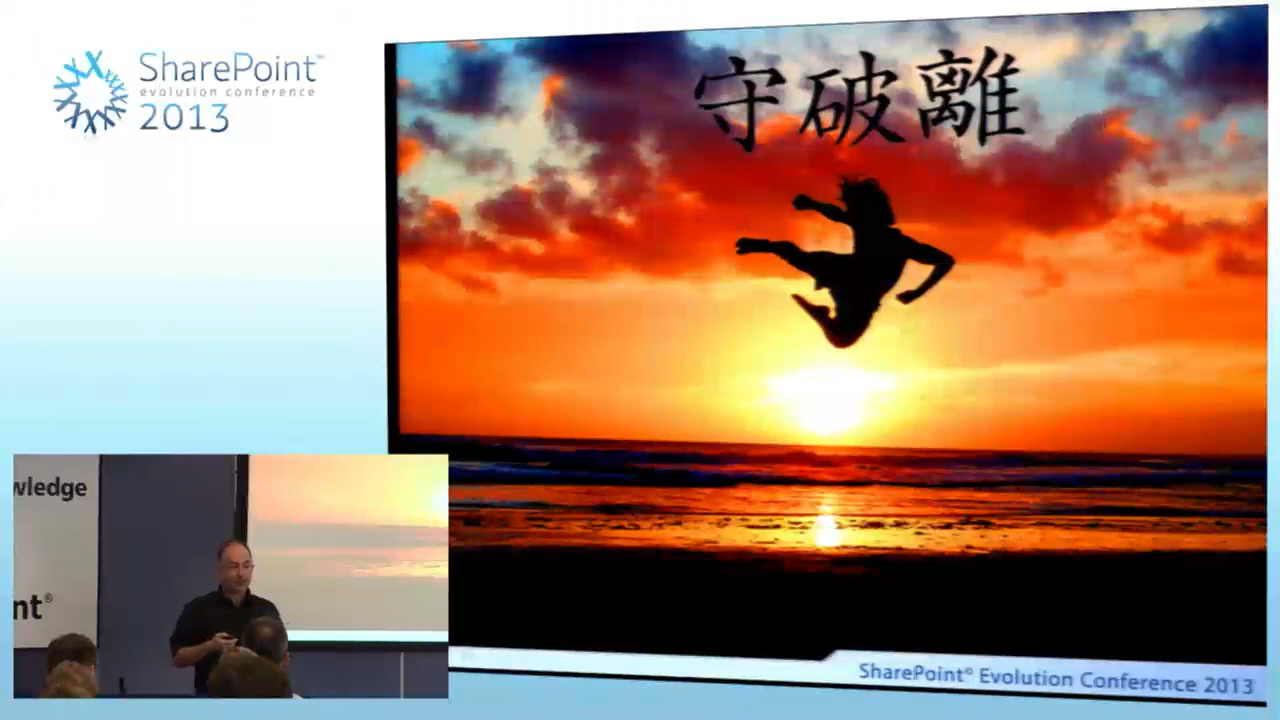 SharePoint™
evolution conference
2013
守破離
wledge
nt®
SharePoint® Evolution Conference 2013